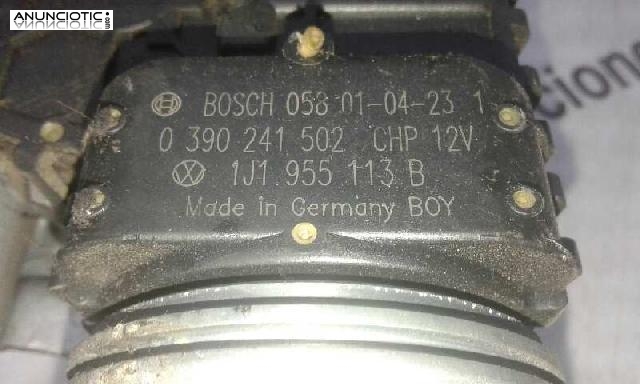 ANUNCIOTIC.com
BOSCH 058 01-04-23 1
0 390 241 502 CHP 12V
1J1 955 113 B
Made in Germany BOY